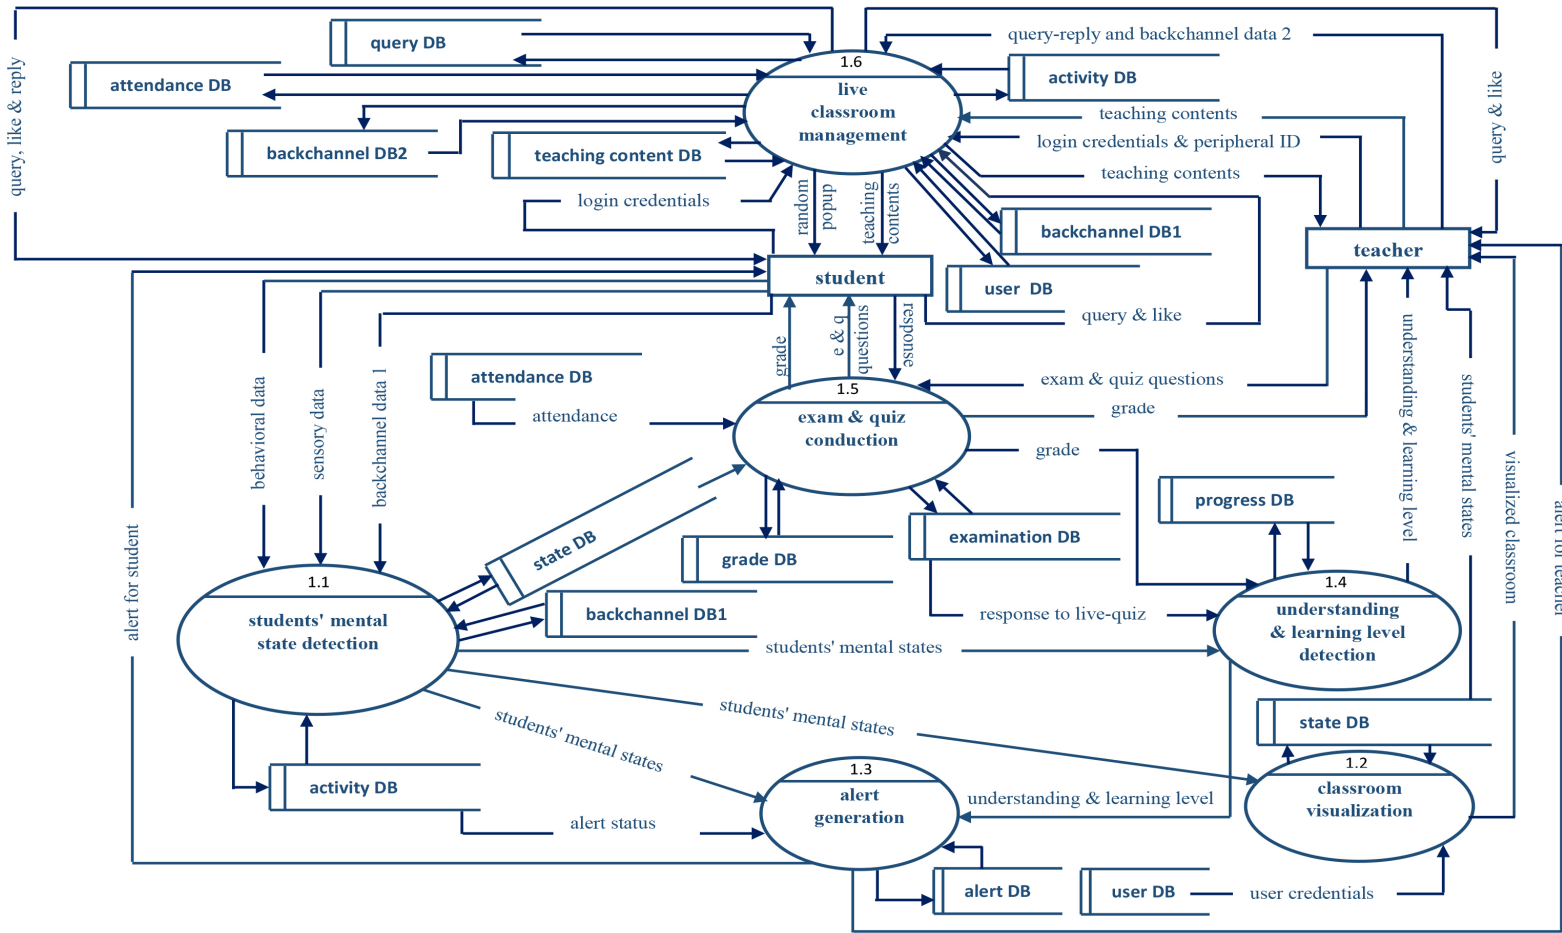 query DB
query-reply and backchannel data 2
1.6
attendance DB
live
classroom
management
activity DB
query, like & reply
query & like
teaching contents
backchannel DB2
teaching content DB
login credentials & peripheral ID
teaching contents
login credentials
random
popup
teaching
contents
backchannel DB1
teacher
student
user DB
query & like
grade
e & q
questions
response
attendance DB
1.5
exam & quiz questions
exam & quiz
conduction
grade
attendance
behavioral data
sensory data
backchannel data 1
understanding & learning level
students' mental states
visualized classroom
grade
progress DB
state DB
grade DB
examination DB
alert for student
alert for teacher
1.1
students' mental
state detection
backchannel DB1
response to live-quiz
1.4
understanding
& learning level
detection
students' mental states
students' mental states
students' mental states
state DB
activity DB
1.3
alert
generation
understanding & learning level
1.2
classroom
visualization
alert status
alert DB
user DB
user credentials